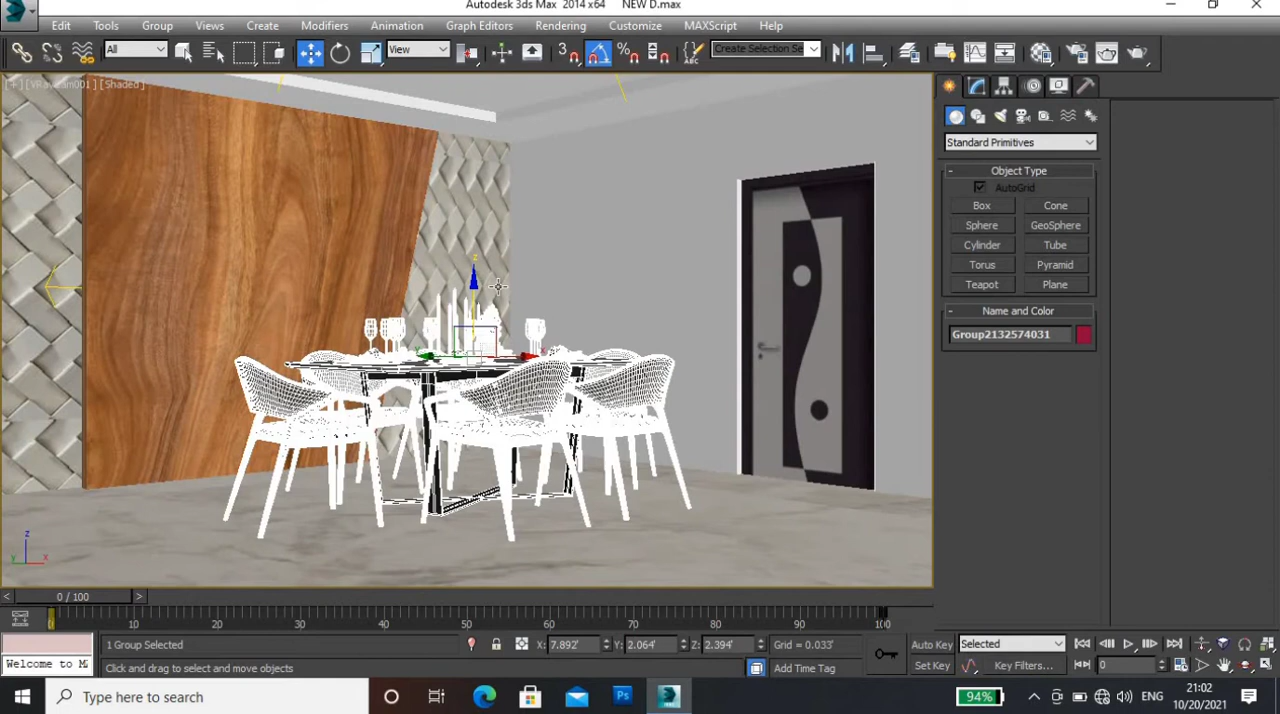 Autodesk 3ds Max 2014 x64 NEW D.max
Edit Tools Group Views Create Modifiers Animation Graph Editors Rendering Customize MAXScript Help
All View 3 Create Selection Se
[+] [VRayCam001] [Shaded]
Standard Primitives
- Object Type
AutoGrid
Box Cone
Sphere GeoSphere
Cylinder Tube
Torus Pyramid
Teapot Plane
- Name and Color
Group2132574031
z
y x
z
x
< 0 / 100 >
0 10 20 30 40 50 60 70 80 90 100
1 Group Selected X: 7.892' Y: 2.064' Z: 2.394' Grid = 0.033' Auto Key Selected
Welcome to M Click and drag to select and move objects Add Time Tag Set Key Key Filters... 0
Type here to search Ps 94% ENG 21:02
10/20/2021